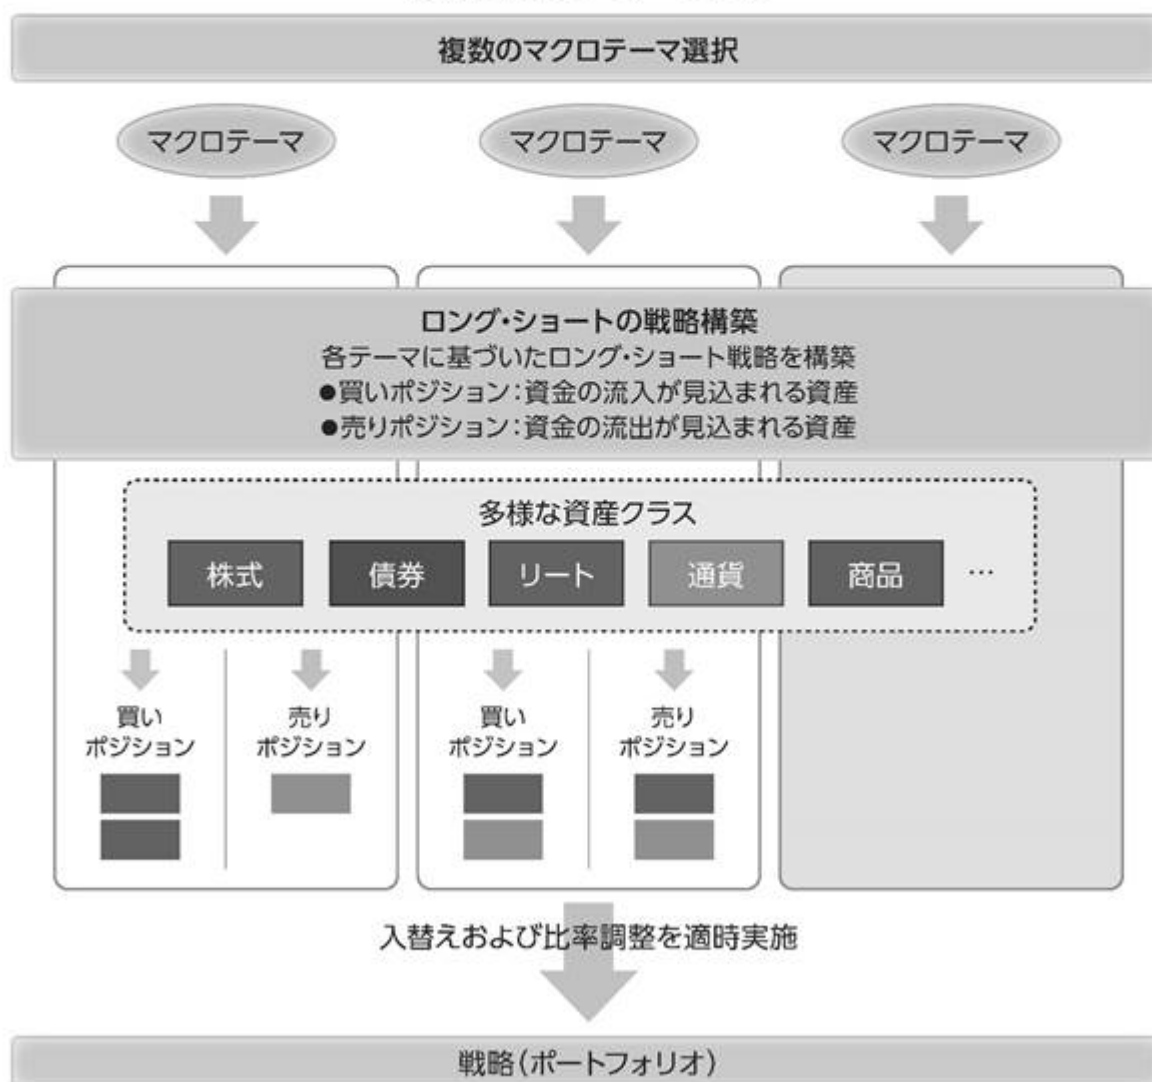 複数のマクロテーマ選択
マクロテーマ
マクロテーマ
マクロテーマ
ロング・ショートの戦略構築
各テーマに基づいたロング・ショート戦略を構築
●買いポジション:資金の流入が見込まれる資産
●売りポジション:資金の流出が見込まれる資産
多様な資産クラス
株式
債券
リート
通貨
商品
…
買い
ポジション
売り
ポジション
買い
ポジション
売り
ポジション
入替えおよび比率調整を適時実施
戦略(ポートフォリオ)